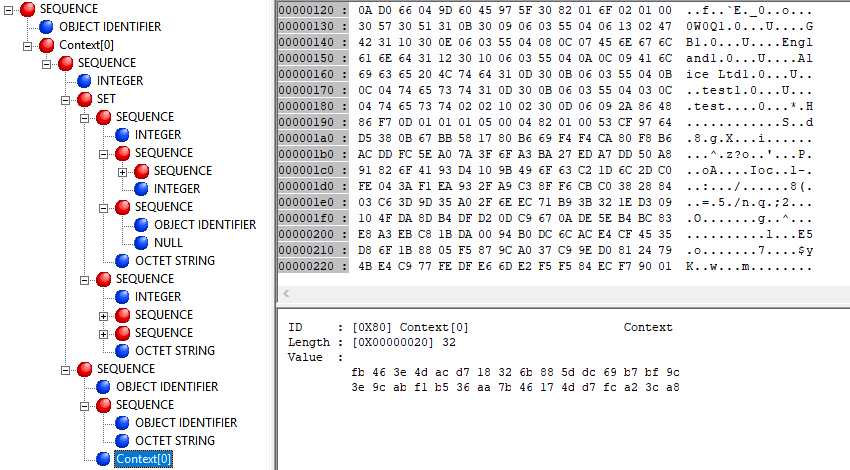 SEQUENCE
OBJECT IDENTIFIER
Context[0]
SEQUENCE
INTEGER
SET
SEQUENCE
INTEGER
SEQUENCE
SEQUENCE
INTEGER
SEQUENCE
OBJECT IDENTIFIER
NULL
OCTET STRING
SEQUENCE
INTEGER
SEQUENCE
SEQUENCE
OCTET STRING
SEQUENCE
OBJECT IDENTIFIER
SEQUENCE
OBJECT IDENTIFIER
OCTET STRING
Context[0]
00000120 : 0A D0 66 04 9D 60 45 97 5F 30 82 01 6F 02 01 00 ..f..`E._0..o...
00000130 : 30 57 30 51 31 0B 30 09 06 03 55 04 06 13 02 47 0W0Q1.0...U....G
00000140 : 42 31 10 30 0E 06 03 55 04 08 0C 07 45 6E 67 6C B1.0...U....Engl
00000150 : 61 6E 64 31 12 30 10 06 03 55 04 0A 0C 09 41 6C and1.0...U....Al
00000160 : 69 63 65 20 4C 74 64 31 0D 30 0B 06 03 55 04 0B ice Ltd1.0...U..
00000170 : 0C 04 74 65 73 74 31 0D 30 0B 06 03 55 04 03 0C ..test1.0...U...
00000180 : 04 74 65 73 74 02 02 10 02 30 0D 06 09 2A 86 48 .test....0...*.H
00000190 : 86 F7 0D 01 01 01 05 00 04 82 01 00 53 CF 97 64 ............S..d
000001a0 : D5 38 0B 67 BB 58 17 80 B6 69 F4 F4 CA 80 F8 B6 .8.g.X...i......
000001b0 : AC DD FC 5E A0 7A 3F 6F A3 BA 27 ED A7 DD 50 A8 ...^.z?o..'...P.
000001c0 : 91 82 6F 41 93 D4 10 9B 49 6F 63 C2 1D 6C 2D C0 ..oA....Ioc..l-.
000001d0 : FE 04 3A F1 EA 93 2F A9 C3 8F F6 CB C0 38 28 84 ..:.../......8(.
000001e0 : 03 C6 3D 9D 35 A0 2F 6E EC 71 B9 3B 32 1E D3 09 ..=.5./n.q.;2...
000001f0 : 10 4F DA 8D B4 DF D2 0D C9 67 0A DE 5E B4 BC 83 .O.......g..^...
00000200 : E8 A3 EB C8 1B DA 00 94 B0 DC 6C AC E4 CF 45 35 ..........l...E5
00000210 : D8 6F 1B 88 05 F5 87 9C A0 37 C9 9E D0 81 24 79 .o.......7....$y
00000220 : 4B E4 C9 77 FE DF E6 6D E2 F5 F5 84 EC F7 90 01 K..w...m........
ID : [0X80] Context[0] Context
Length : [0X00000020] 32
Value :
fb 46 3e 4d ac d7 18 32 6b 88 5d dc 69 b7 bf 9c
3e 9c ab f1 b5 36 aa 7b 46 17 4d d7 fc a2 3c a8